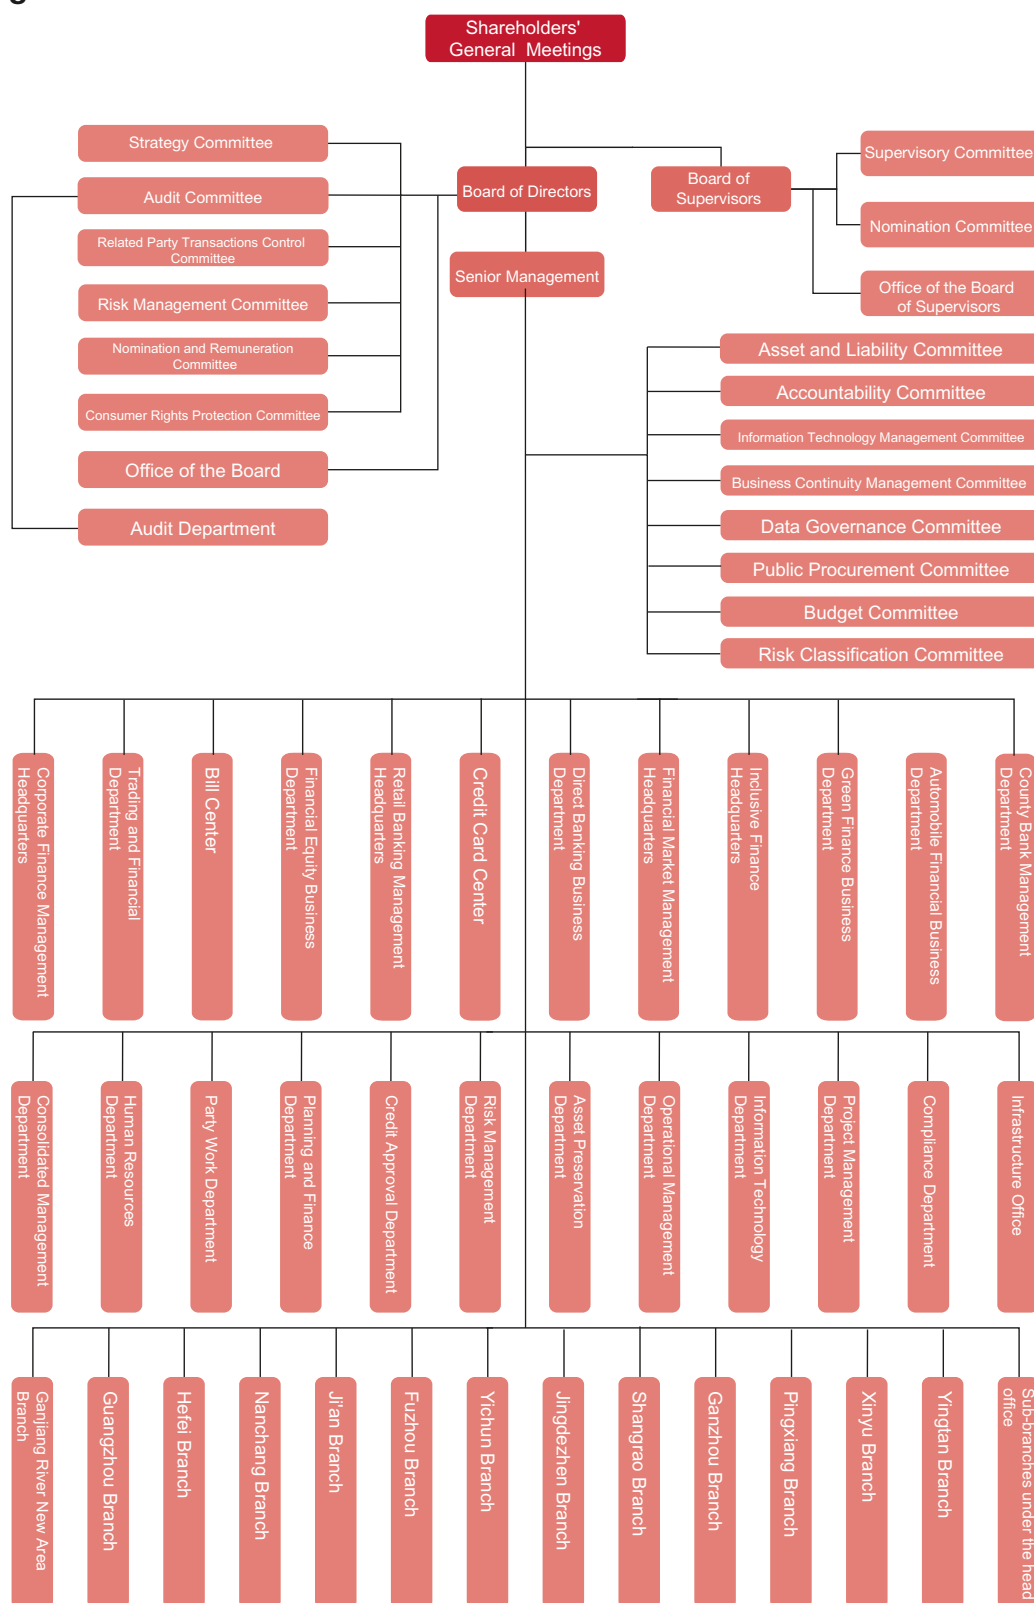 Shareholders'
General Meetings
Strategy Committee
Audit Committee
Related Party Transactions Control
Committee
Risk Management Committee
Nomination and Remuneration
Committee
Consumer Rights Protection Committee
Office of the Board
Audit Department
Board of Directors
Senior Management
Board of
Supervisors
Supervisory Committee
Nomination Committee
Office of the Board
of Supervisors
Asset and Liability Committee
Accountability Committee
Information Technology Management Committee
Business Continuity Management Committee
Data Governance Committee
Public Procurement Committee
Budget Committee
Risk Classification Committee
Corporate Finance Management
Headquarters
Trading and Financial
Department
Bill Center
Financial Equity Business
Department
Retail Banking Management
Headquarters
Credit Card Center
Direct Banking Business
Department
Financial Market Management
Headquarters
Inclusive Finance
Headquarters
Green Finance Business
Department
Automobile Financial Business
Department
County Bank Management
Department
Consolidated Management
Department
Human Resources
Department
Party Work Department
Planning and Finance
Department
Credit Approval Department
Risk Management
Department
Asset Preservation
Department
Operational Management
Department
Information Technology
Department
Project Management
Department
Compliance Department
Infrastructure Office
Ganjiang River New Area
Branch
Guangzhou Branch
Hefei Branch
Nanchang Branch
Ji'an Branch
Fuzhou Branch
Yichun Branch
Jingdezhen Branch
Shangrao Branch
Ganzhou Branch
Pingxiang Branch
Xinyu Branch
Yingtan Branch
Sub-branches under the head
office